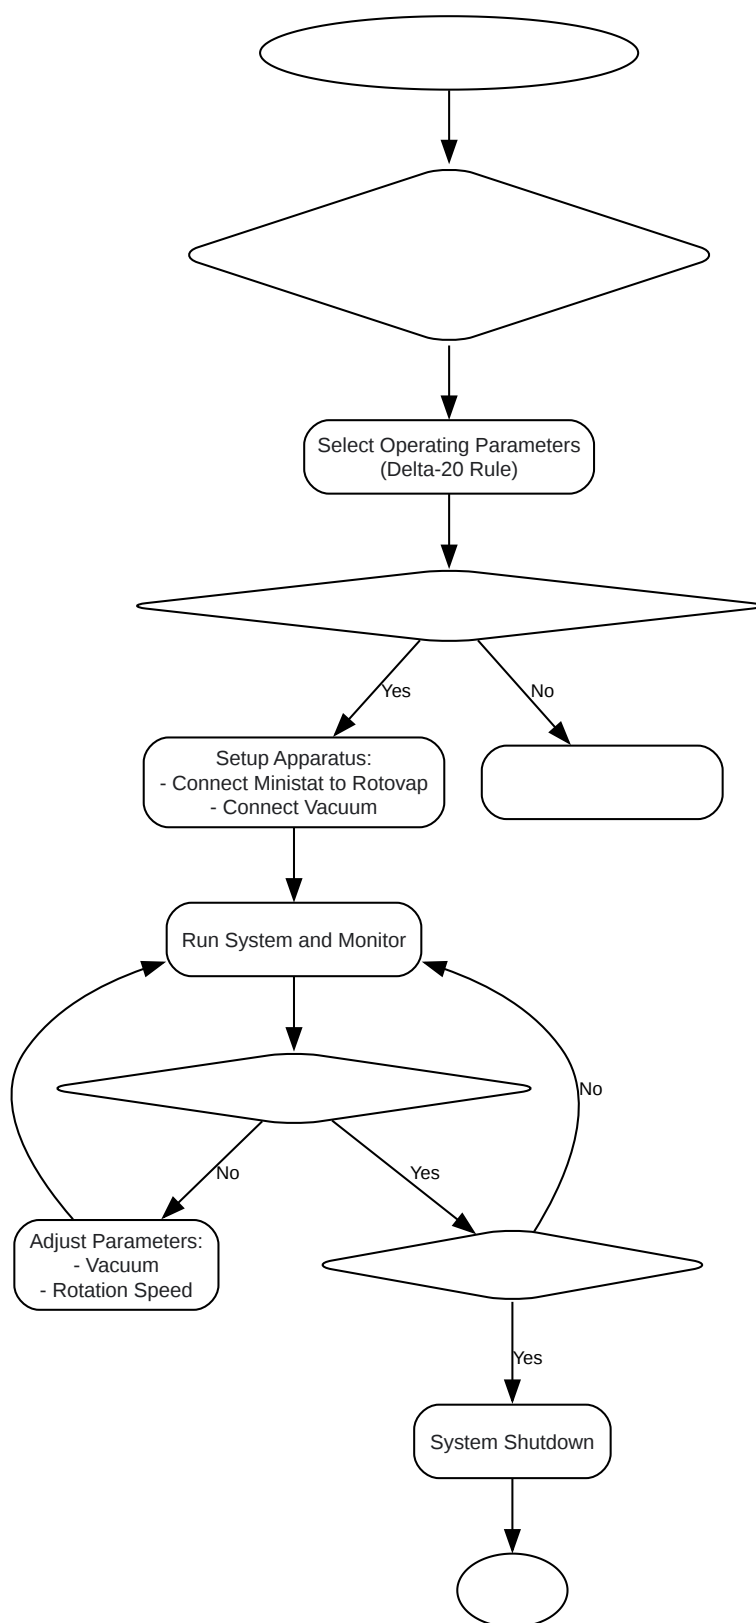 Select Operating Parameters
(Delta-20 Rule)
Yes
No
Setup Apparatus:
- Connect Ministat to Rotovap
- Connect Vacuum
Run System and Monitor
No
No
Yes
Adjust Parameters:
- Vacuum
- Rotation Speed
Yes
System Shutdown